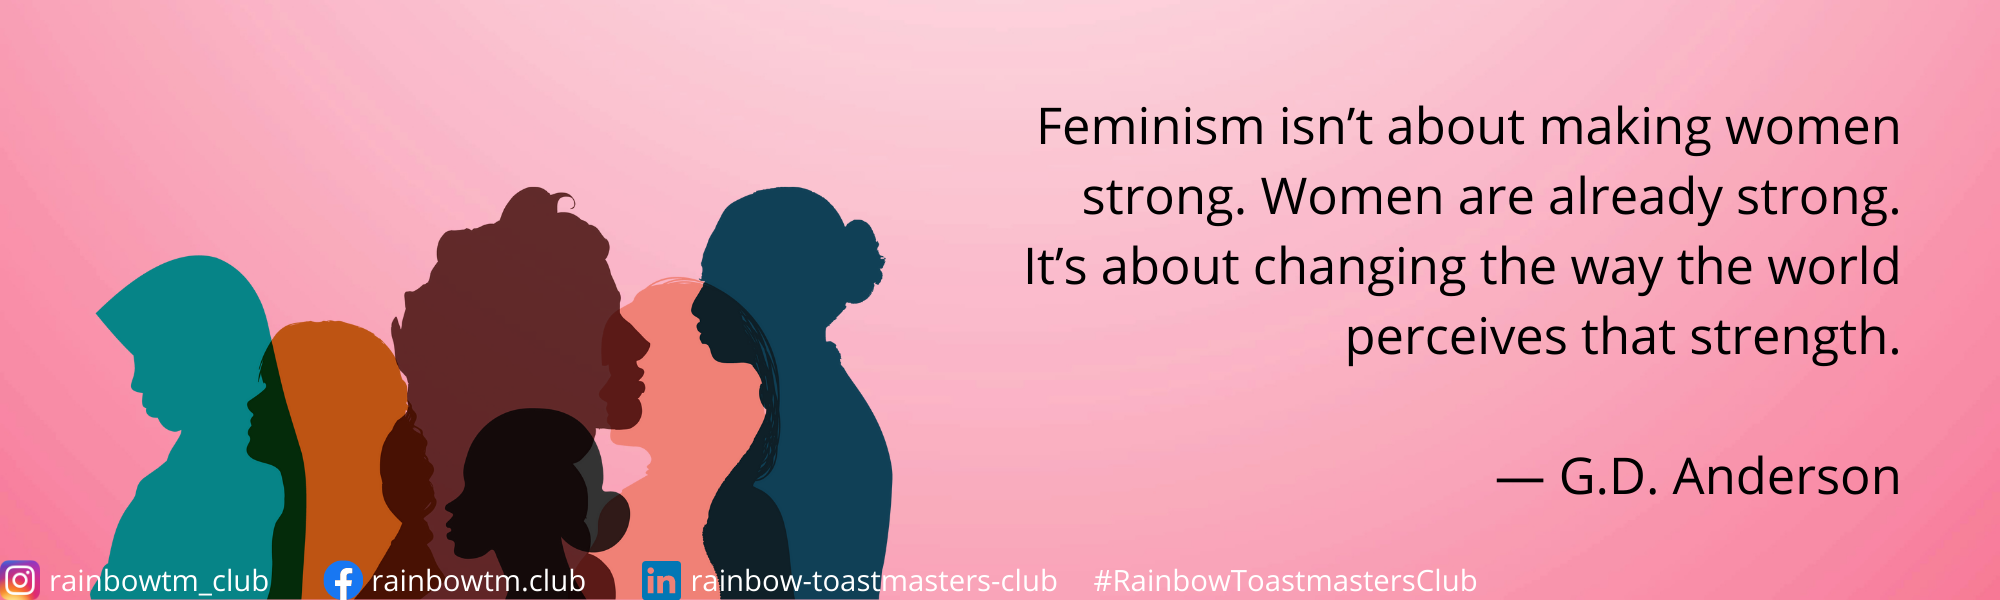 Feminism isn’t about making women
strong. Women are already strong.
It’s about changing the way the world
perceives that strength.
— G.D. Anderson
rainbowtm_club rainbowtm.club in rainbow-toastmasters-club #RainbowToastmastersClub